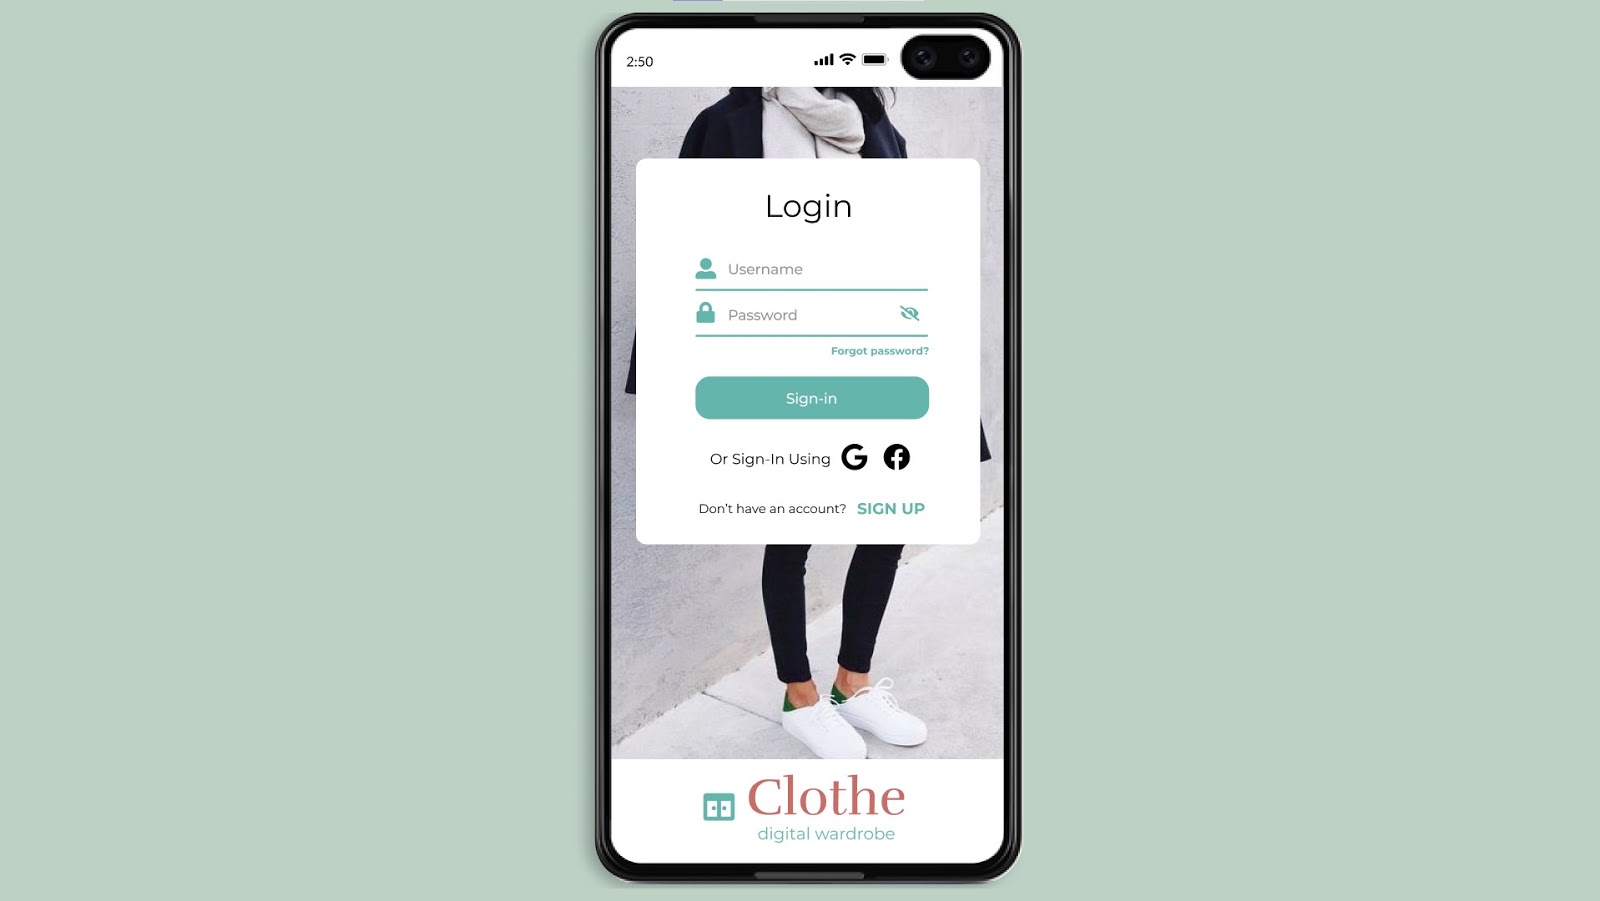 2:50
Login
Username
Password
Forgot password?
Sign-in
Or Sign-In Using
Don't have an account? SIGN UP
Clothe
digital wardrobe